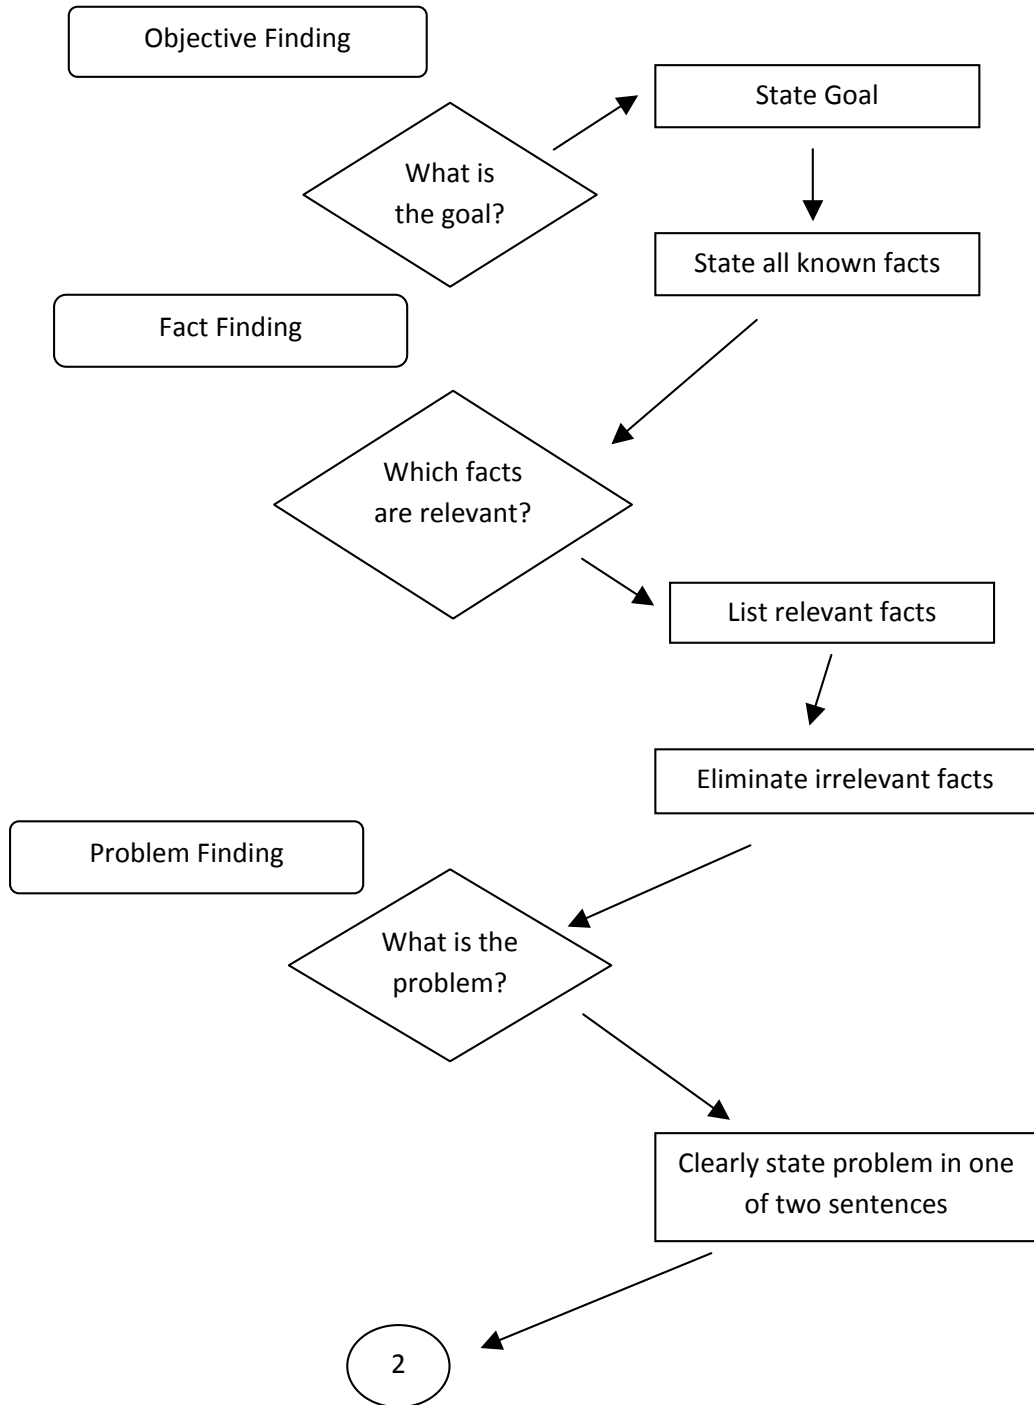 Objective Finding
State Goal
What is
the goal?
State all known facts
Fact Finding
Which facts
are relevant?
List relevant facts
Eliminate irrelevant facts
Problem Finding
What is the
problem?
Clearly state problem in one
of two sentences
2